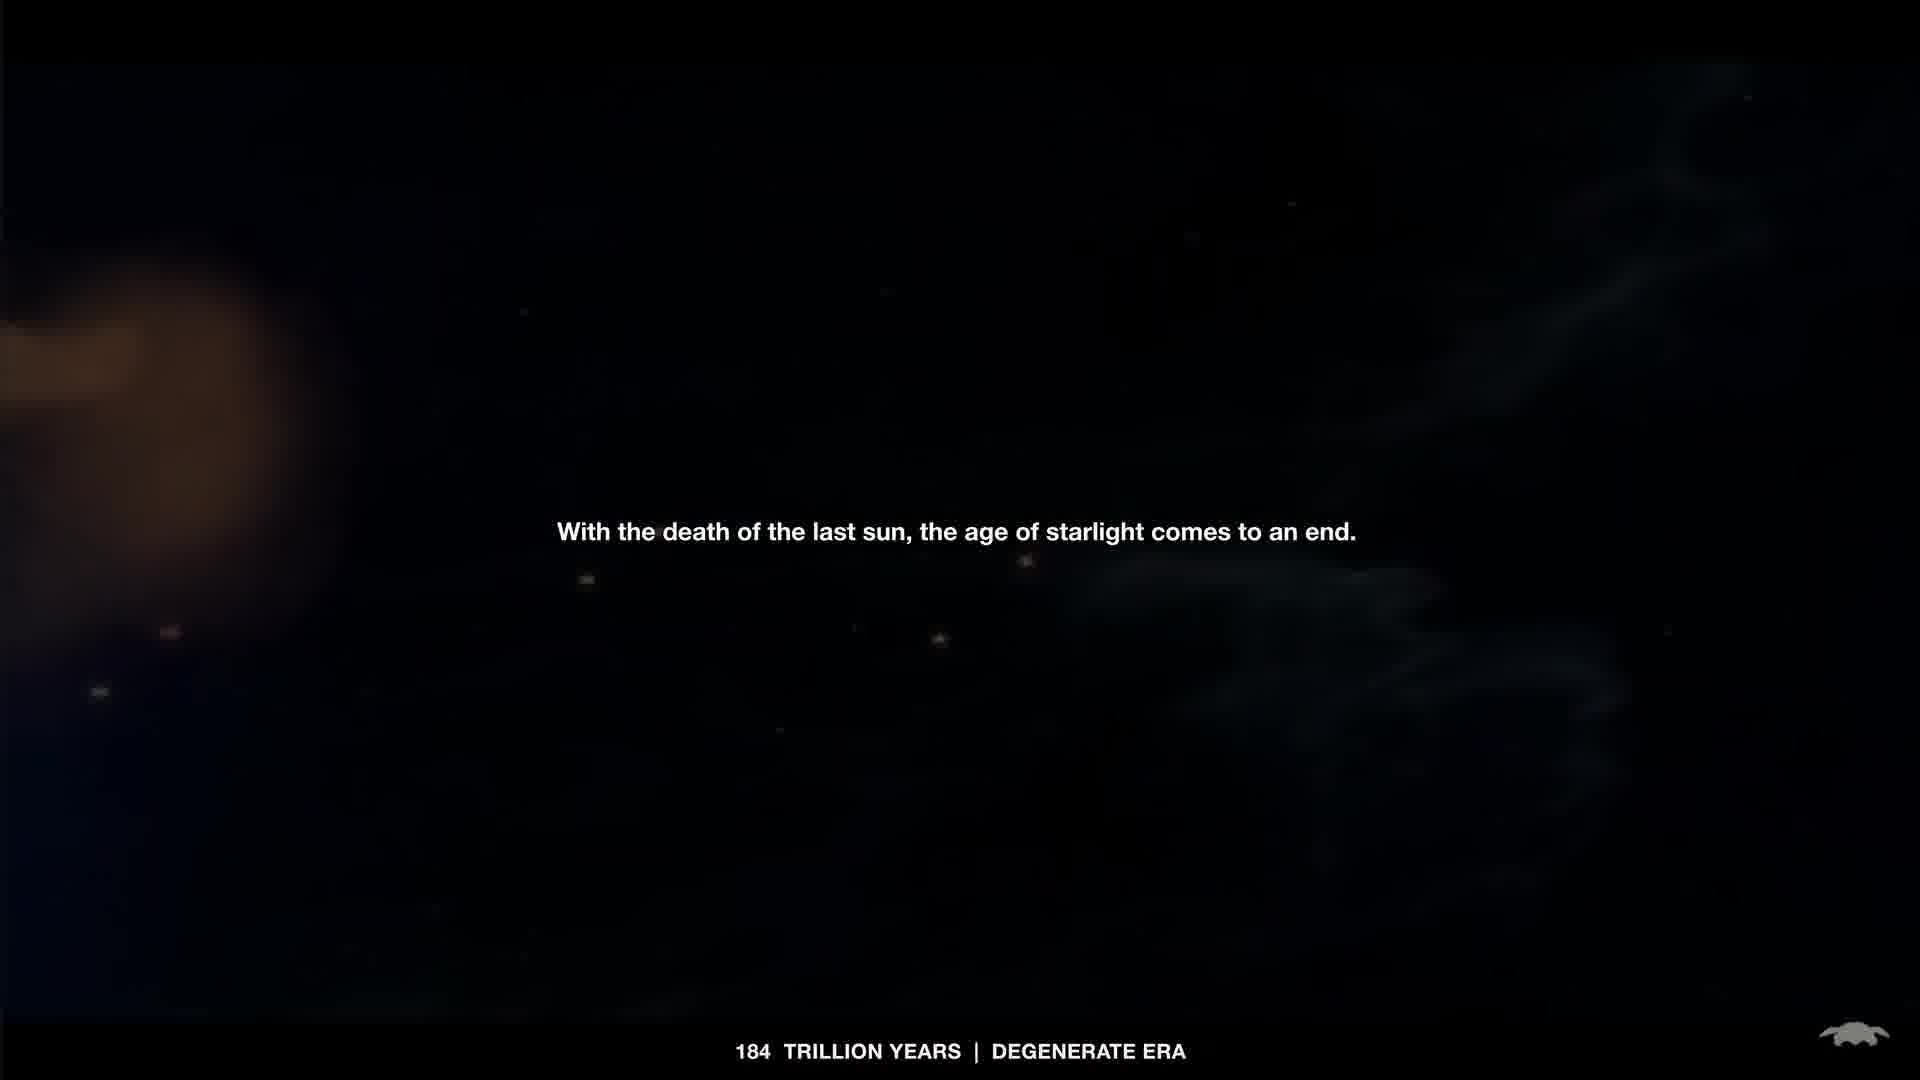 With the death of the last sun, the age of starlight comes to an end.
184 TRILLION YEARS | DEGENERATE ERA